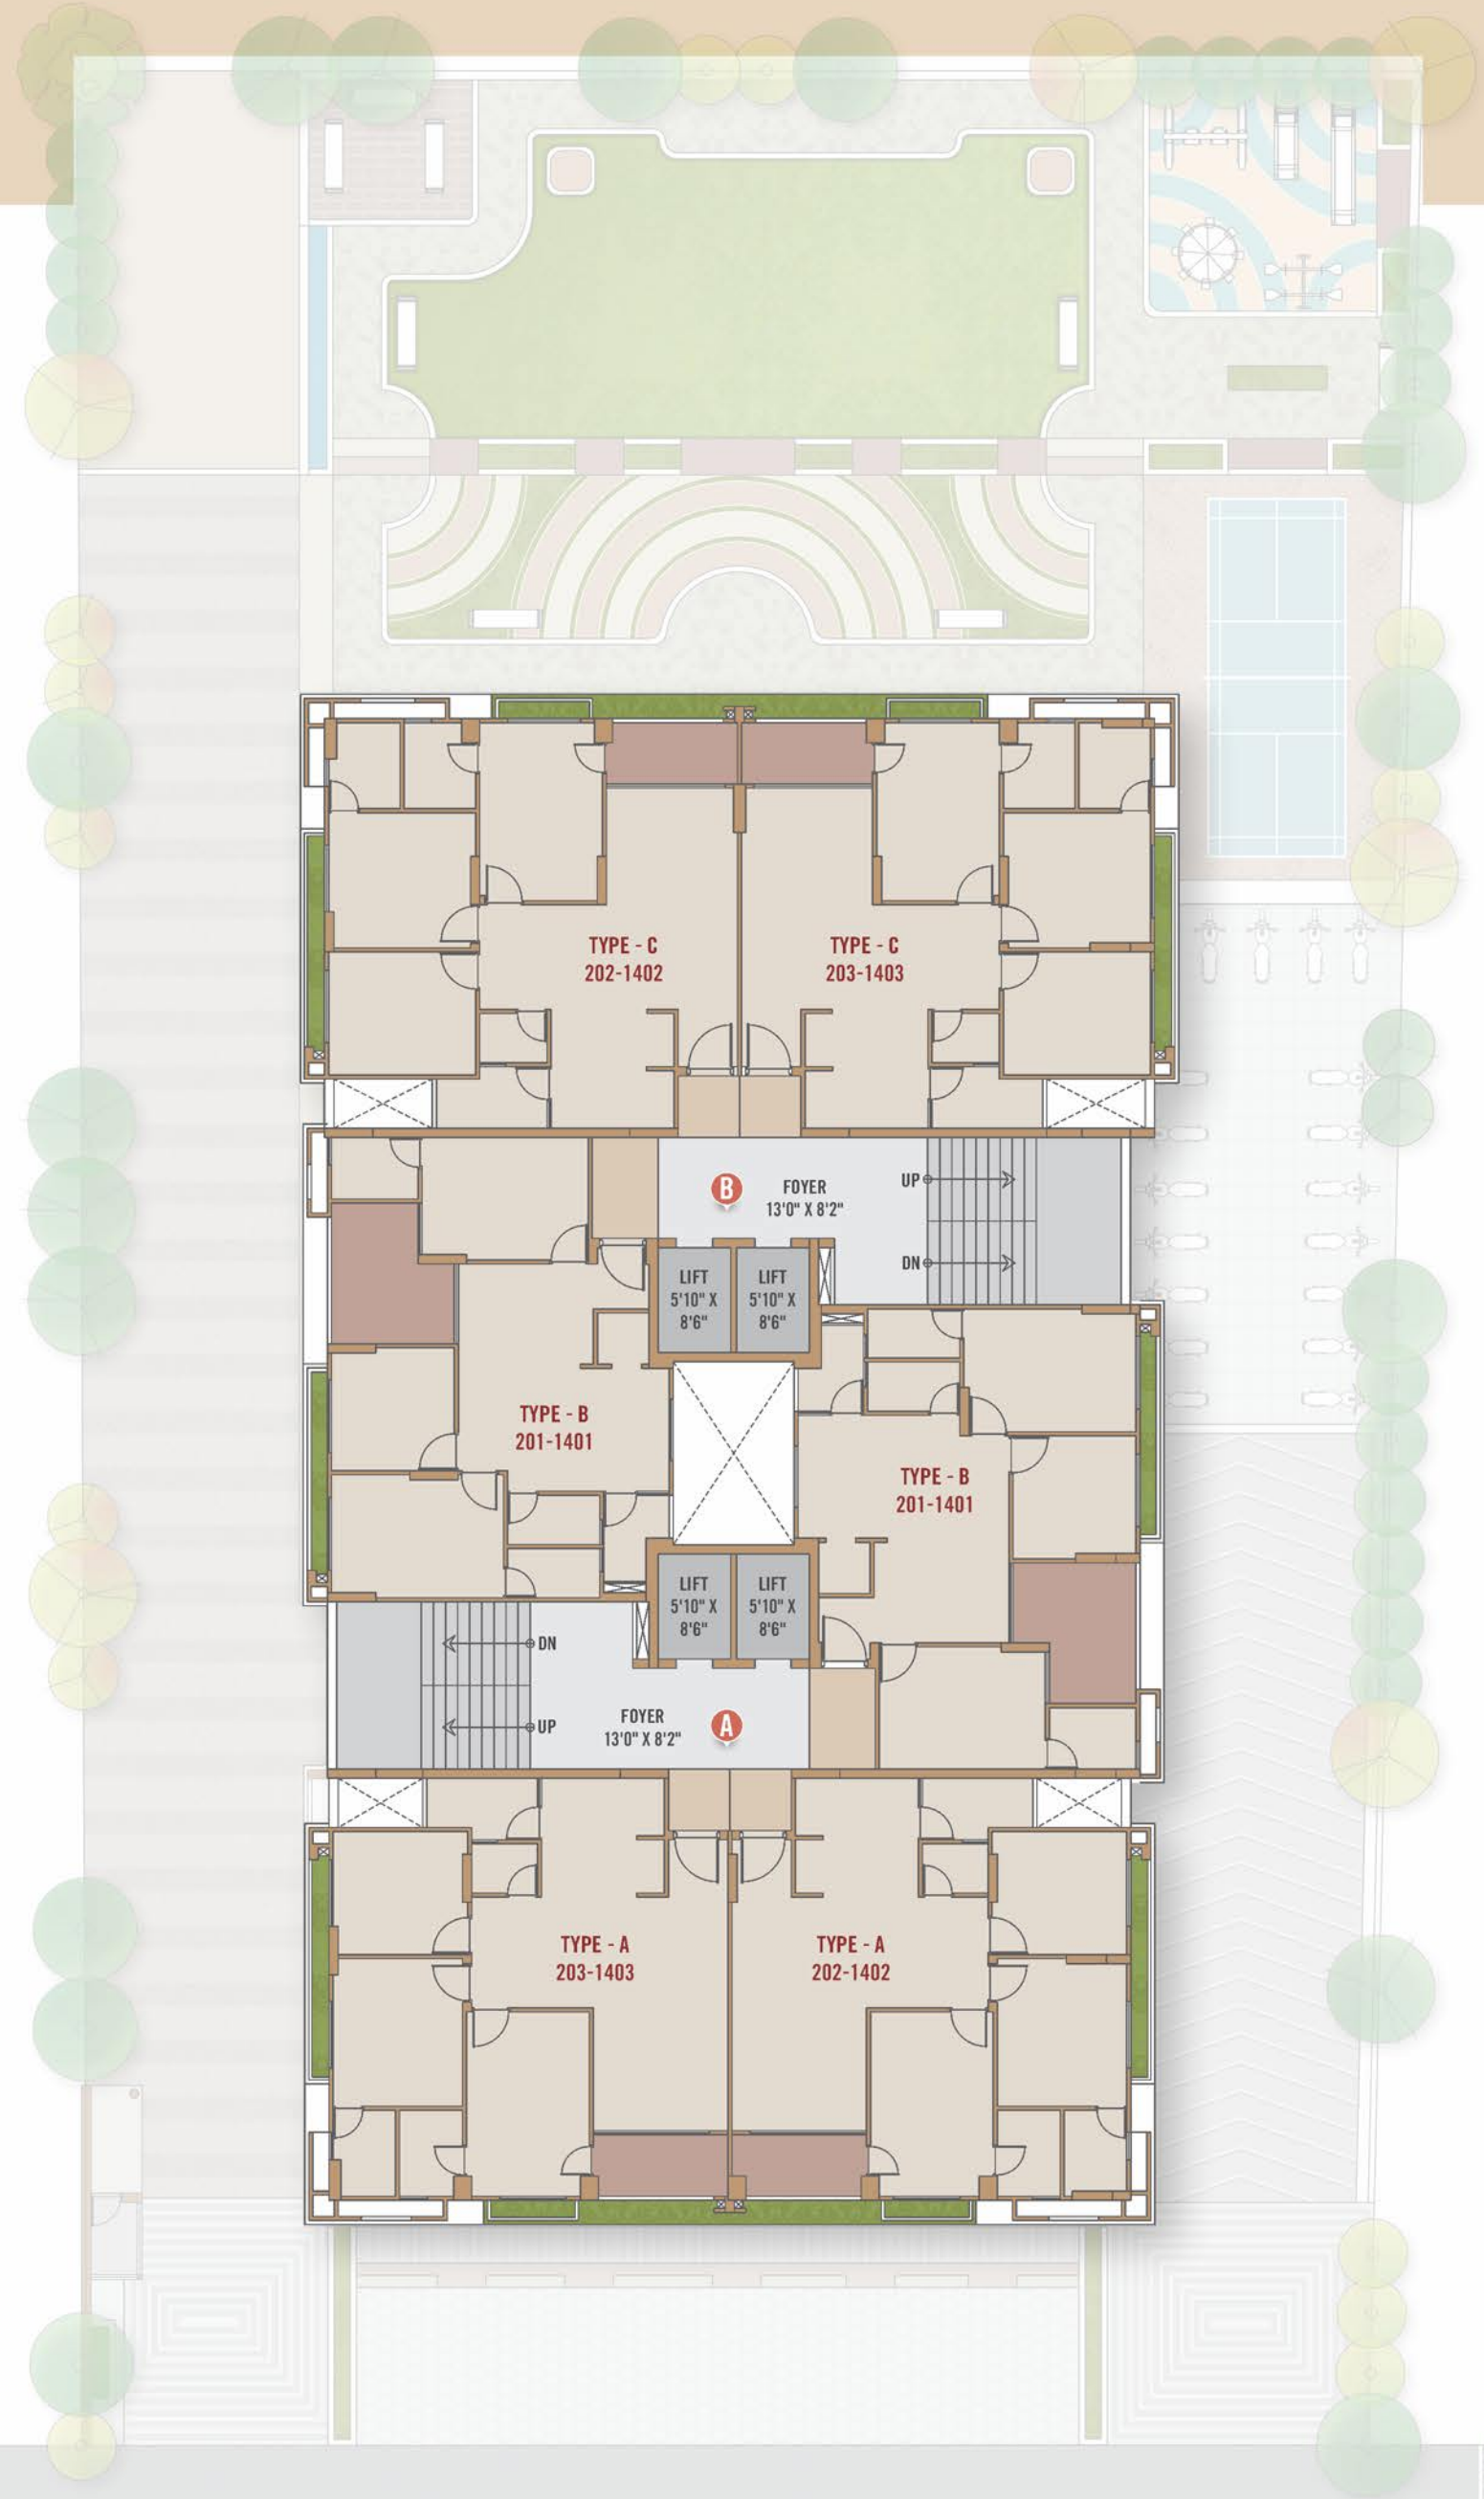 TYPE - C
202-1402
TYPE - C
203-1403
B
FOYER
13'0" X 8'2"
UP
DN
LIFT
5'10" X
8'6"
LIFT
5'10" X
8'6"
TYPE - B
201-1401
TYPE - B
201-1401
LIFT
5'10" X
8'6"
LIFT
5'10" X
8'6"
DN
UP
FOYER
13'0" X 8'2"
A
TYPE - A
203-1403
TYPE - A
202-1402